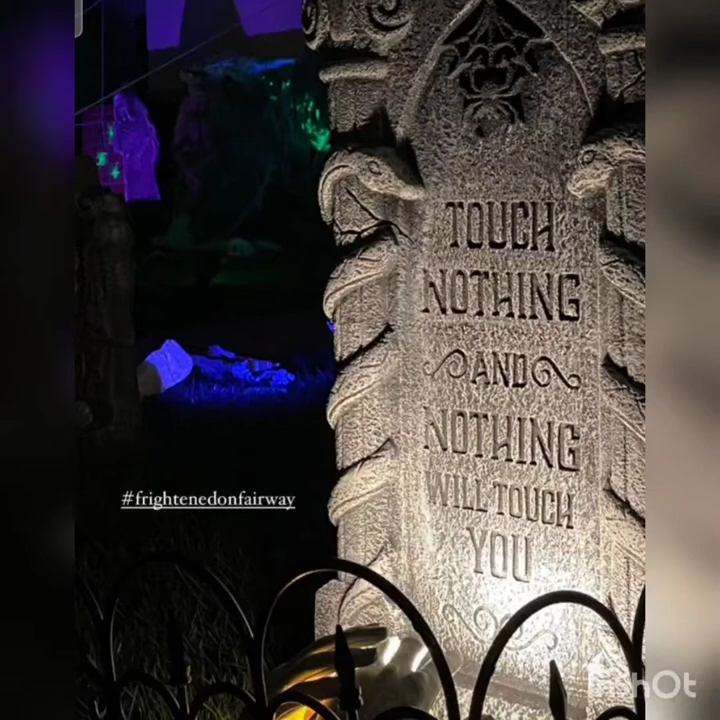 TOUCH
NOTHING
AND
NOTHING
WILL TOUCH
YOU
#frightenedonfairway